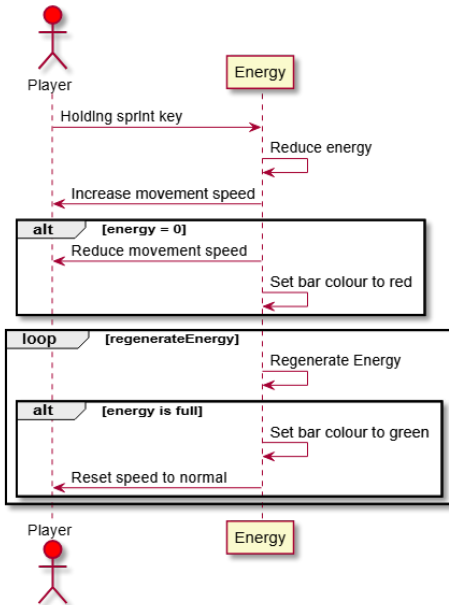 Player
Energy
Holding sprint key
Reduce energy
Increase movement speed
alt [energy = 0]
Reduce movement speed
Set bar colour to red
loop [regenerateEnergy]
Regenerate Energy
alt [energy is full]
Set bar colour to green
Reset speed to normal
Player
Energy